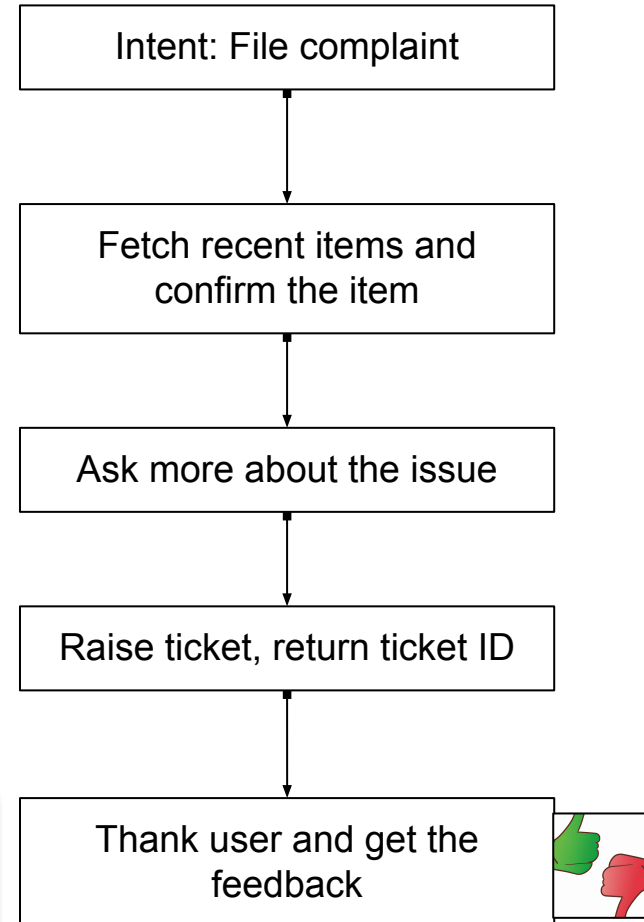 Intent: File complaint
Fetch recent items and
confirm the item
Ask more about the issue
Raise ticket, return ticket ID
Thank user and get the
feedback